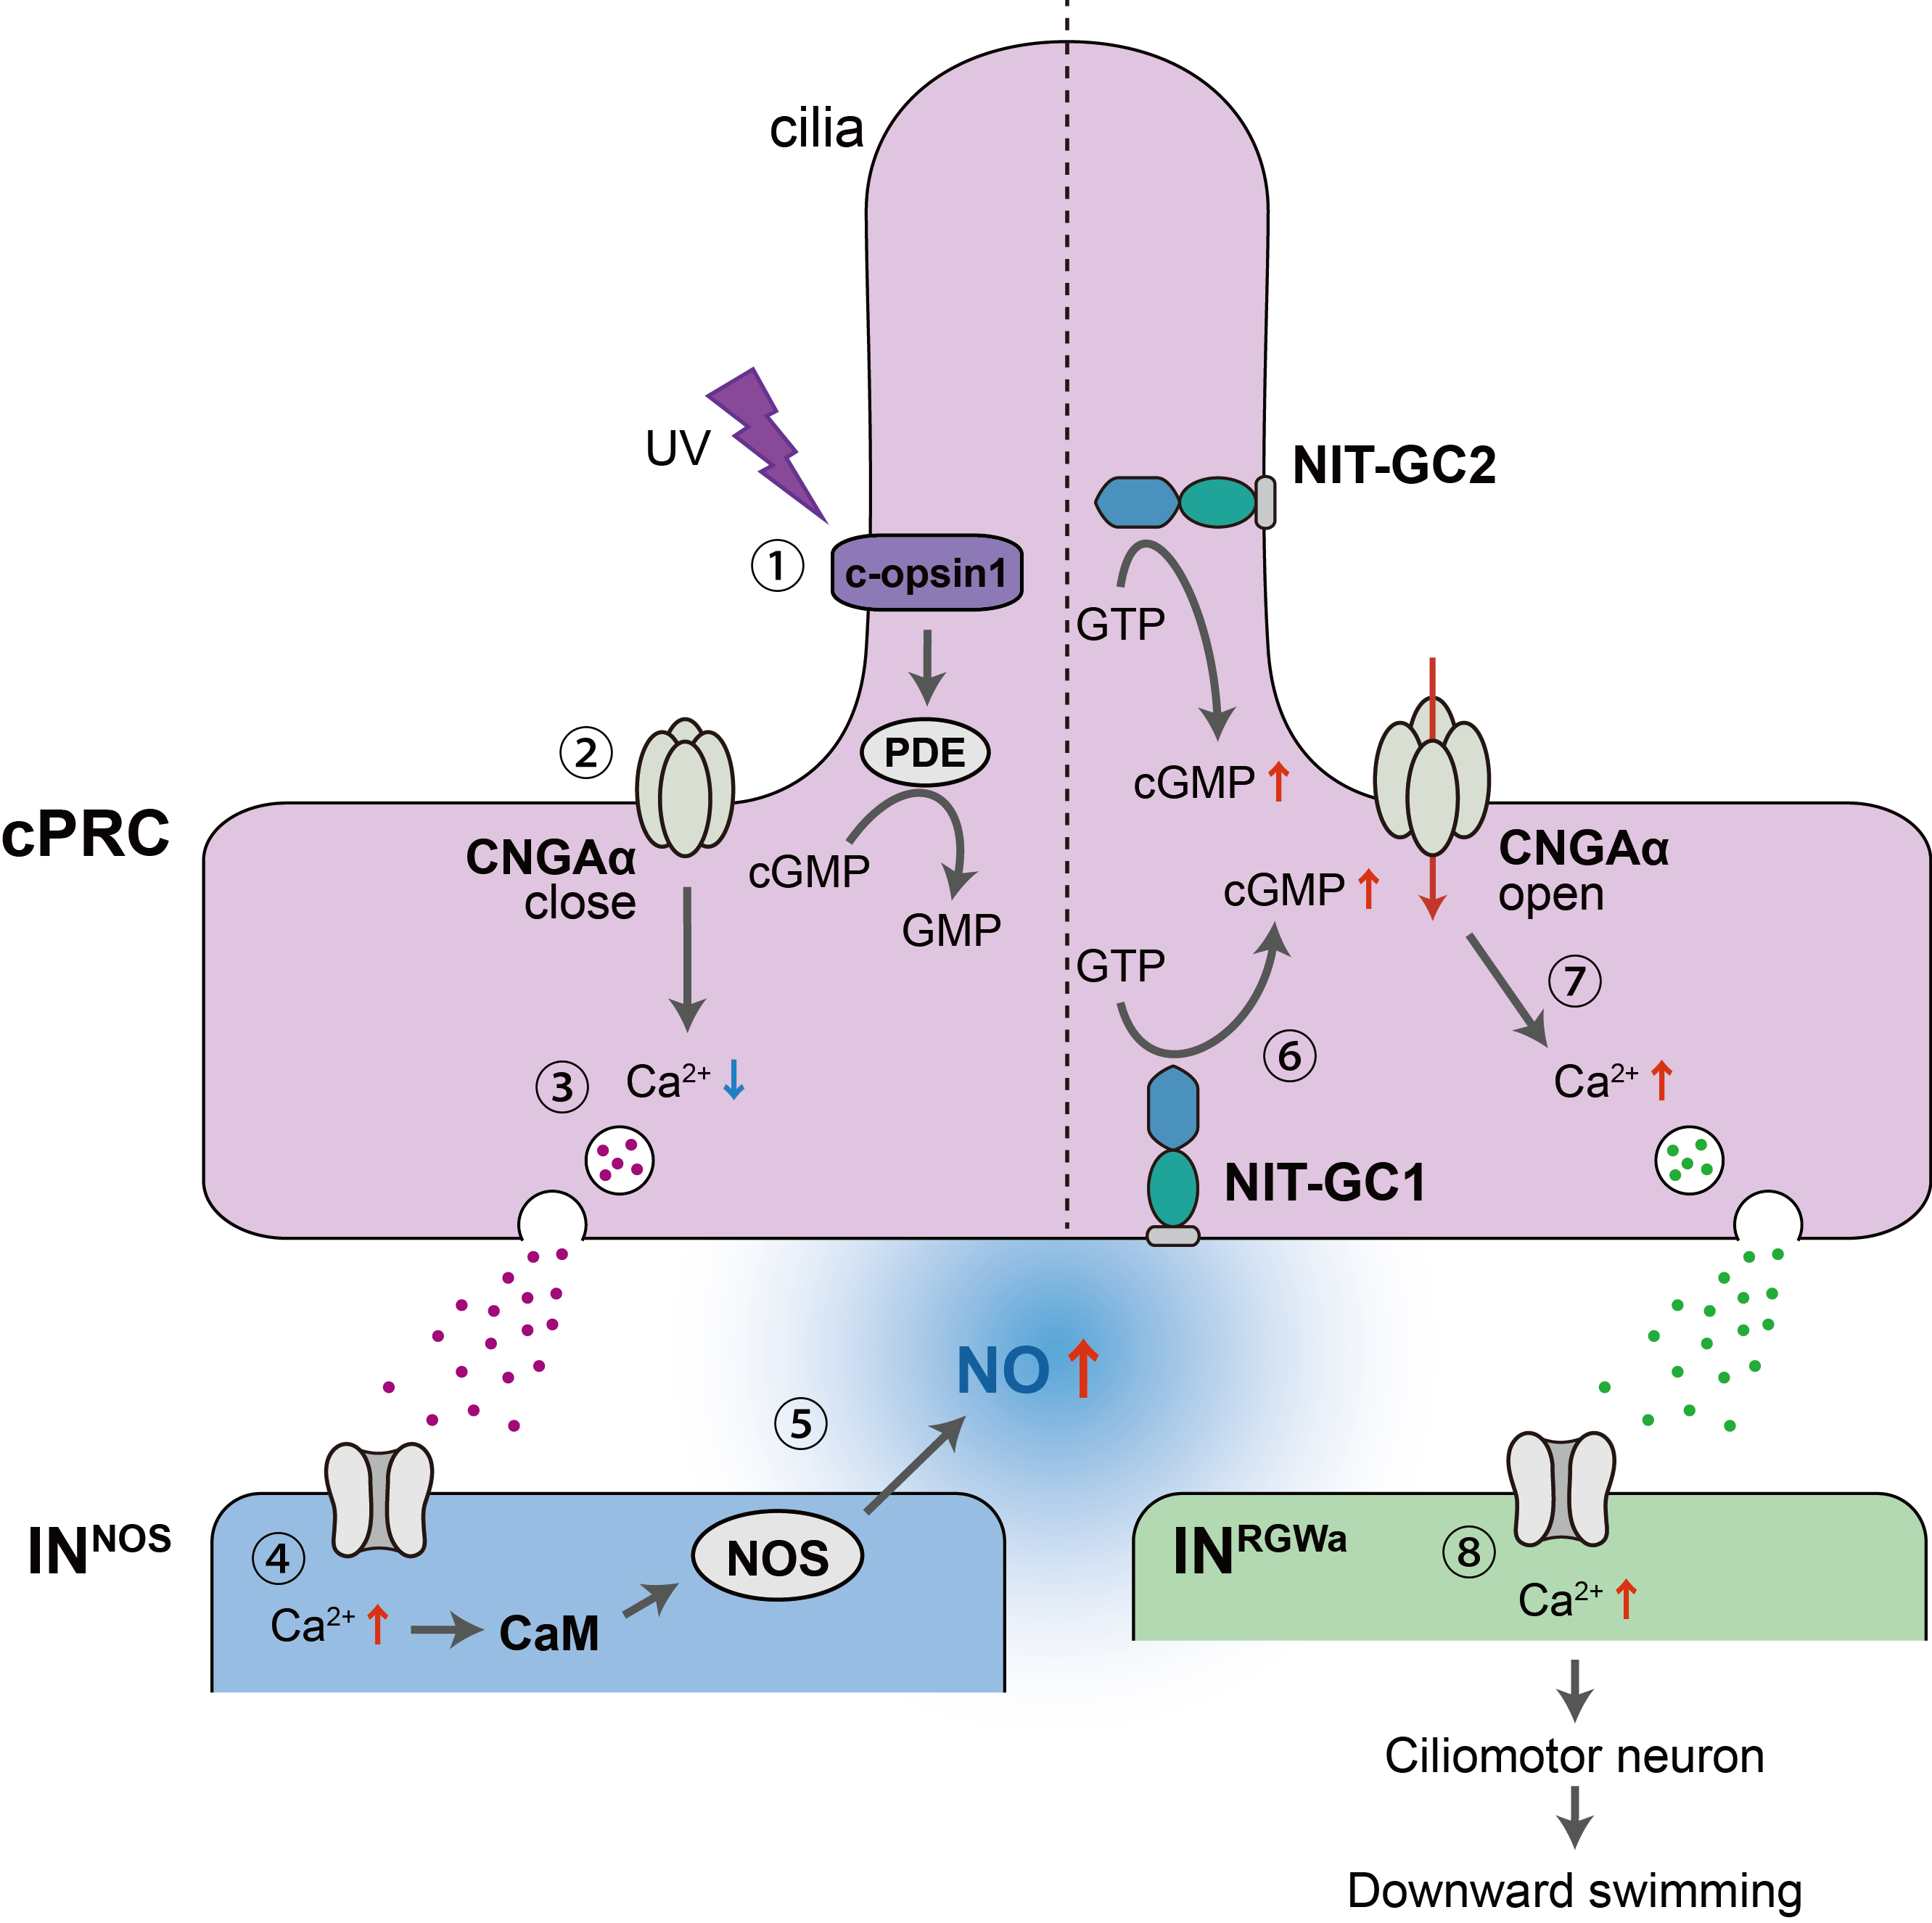 cilia
UV
①
c-opsin1
PDE
cGMP
GMP
②
CNGAα
close
cPRC
③
Ca²⁺ ↓
NIT-GC2
GTP
cGMP ↑
cGMP ↑
GTP
CNGAα
open
⑥
⑦
Ca²⁺ ↑
NIT-GC1
NO ↑
⑤
INᴺᴼˢ
④
Ca²⁺ ↑
CaM
NOS
IN^RGWa
⑧
Ca²⁺ ↑
Ciliomotor neuron
Downward swimming